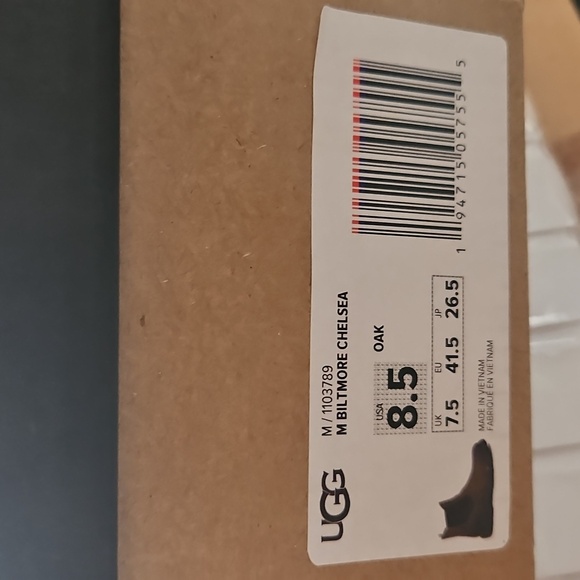 UGG
M / 1103789
M BILTMORE CHELSEA
USA
8.5
OAK
UK EU JP
7.5 41.5 26.5
MADE IN VIETNAM
FABRIQUÉ EN VIETNAM
1 94715 05755 5